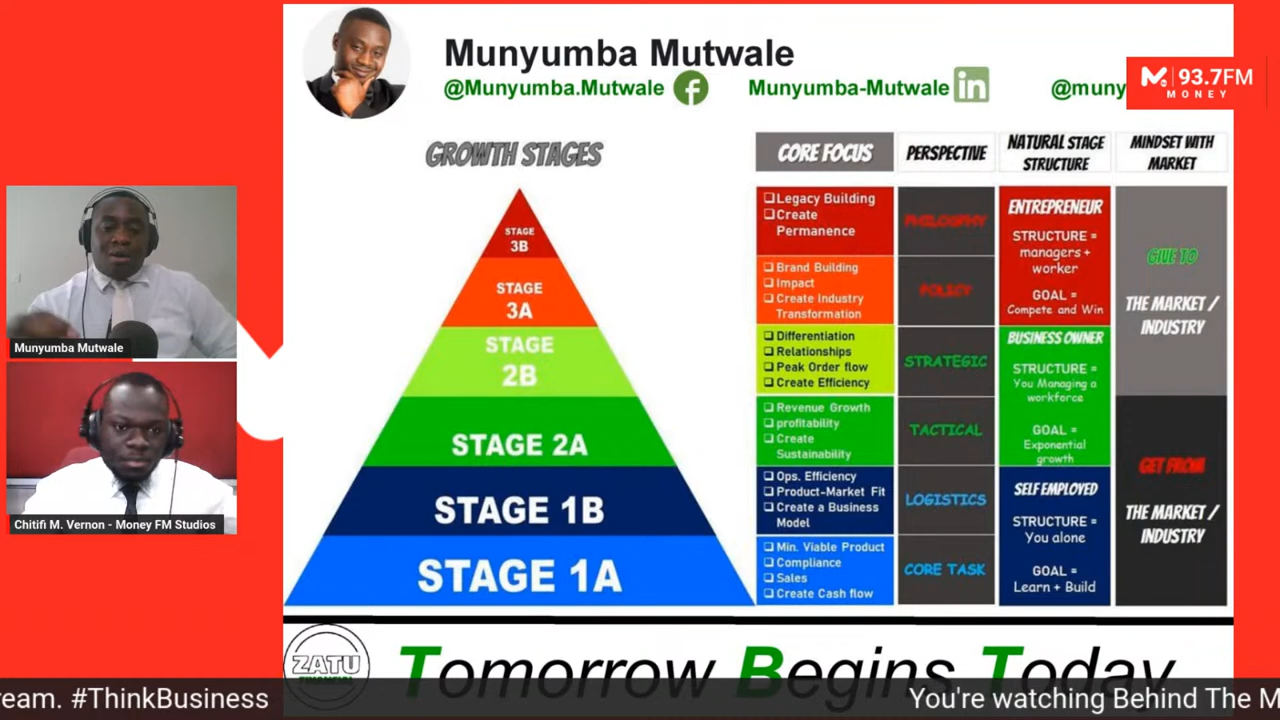 Munyumba Mutwale
@Munyumba.Mutwale
Munyumba-Mutwale
@muny
93.7FM
MONEY
GROWTH STAGES
STAGE
3B
STAGE
3A
STAGE
2B
STAGE 2A
STAGE 1B
STAGE 1A
CORE FOCUS
Legacy Building
Create
Permanence
Brand Building
Impact
Create Industry
Transformation
Differentiation
Relationships
Peak Order flow
Create Efficiency
Revenue Growth
profitability
Create
Sustainability
Ops. Efficiency
Product-Market Fit
Create a Business
Model
Min. Viable Product
Compliance
Sales
Create Cash flow
PERSPECTIVE
PHILOSOPHY
POLICY
STRATEGIC
TACTICAL
LOGISTICS
CORE TASK
NATURAL STAGE
STRUCTURE
ENTREPRENEUR
STRUCTURE =
managers +
worker
GOAL =
Compete and Win
BUSINESS OWNER
STRUCTURE =
You Managing a
workforce
GOAL =
Exponential
growth
SELF EMPLOYED
STRUCTURE =
You alone
GOAL =
Learn + Build
MINDSET WITH
MARKET
GIVE TO
THE MARKET /
INDUSTRY
GET FROM
THE MARKET /
INDUSTRY
Munyumba Mutwale
Chitifi M. Vernon - Money FM Studios
ZATU
FINANCIAL
Tomorrow Begins Today
ream. #ThinkBusiness
You're watching Behind The M